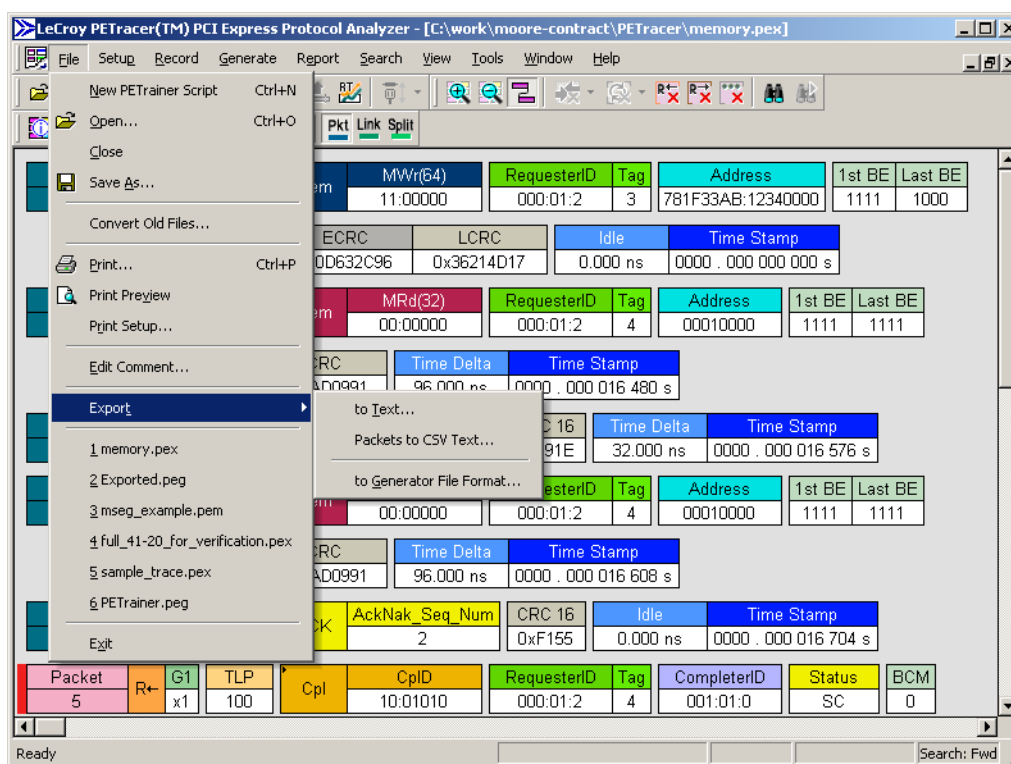 LeCroy PETracer(TM) PCI Express Protocol Analyzer - [C:\work\moore-contract\PETracer\memory.pex]
File Setup Record Generate Report Search View Tools Window Help
New PETrainer Script Ctrl+N
Open... Ctrl+O
Close
Save As...
Convert Old Files...
Print... Ctrl+P
Print Preview
Print Setup...
Edit Comment...
Export
1 memory.pex
2 Exported.peg
3 mseg_example.pem
4 full_41-20_for_verification.pex
5 sample_trace.pex
6 PETrainer.peg
Exit
to Text...
Packets to CSV Text...
to Generator File Format...
Pkt Link Split
MWr(64) RequesterID Tag Address 1st BE Last BE
11:00000 000:01:2 3 781F33AB:12340000 1111 1000
ECRC LCRC Idle Time Stamp
0D632C96 0x36214D17 0.000 ns 0000 . 000 000 000 s
MRd(32) RequesterID Tag Address 1st BE Last BE
00:00000 000:01:2 4 00010000 1111 1111
CRC Time Delta Time Stamp
AD0991 96.000 ns 0000 . 000 016 480 s
C 16 Time Delta Time Stamp
91E 32.000 ns 0000 . 000 016 576 s
esterID Tag Address 1st BE Last BE
00:00000 000:01:2 4 00010000 1111 1111
CRC Time Delta Time Stamp
AD0991 96.000 ns 0000 . 000 016 608 s
AckNak_Seq_Num CRC 16 Idle Time Stamp
2 0xF155 0.000 ns 0000 . 000 016 704 s
Packet R← G1 TLP Cpl CplD RequesterID Tag CompleterID Status BCM
5 x1 100 10:01010 000:01:2 4 001:01:0 SC 0
Ready Search: Fwd